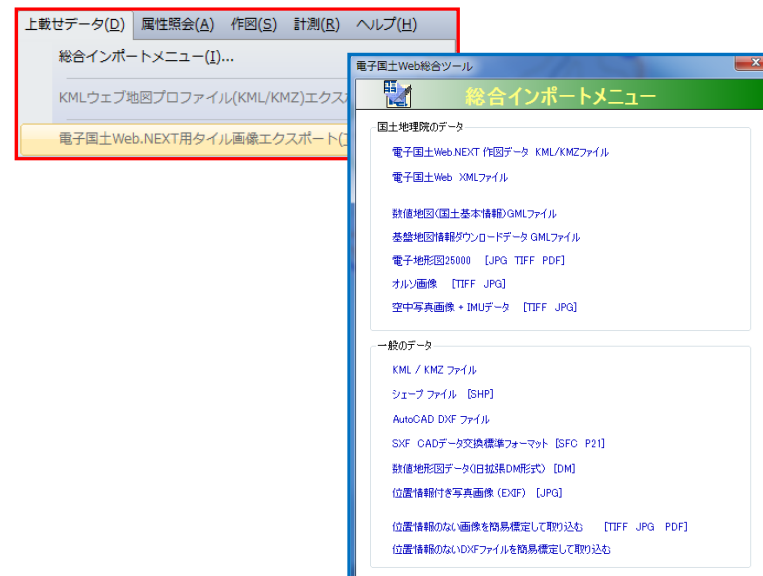 上載せデータ(D) 属性照会(A) 作図(S) 計測(R) ヘルプ(H)
総合インポートメニュー(I)...
KMLウェブ地図プロファイル(KML/KMZ)エクス
電子国土Web.NEXT用タイル画像エクスポート(
電子国土Web総合ツール
総合インポートメニュー
国土地理院のデータ
電子国土Web.NEXT 作図データ KML/KMZファイル
電子国土Web XMLファイル
数値地図(国土基本情報)GMLファイル
基盤地図情報ダウンロードデータ GMLファイル
電子地形図25000 [JPG TIFF PDF]
オルソ画像 [TIFF JPG]
空中写真画像 + IMUデータ [TIFF JPG]
一般のデータ
KML / KMZ ファイル
シェープ ファイル [SHP]
AutoCAD DXF ファイル
SXF CADデータ交換標準フォーマット [SFC P21]
数値地形図データ(旧拡張DM形式) [DM]
位置情報付き写真画像 (EXIF) [JPG]
位置情報のない画像を簡易標定して取り込む [TIFF JPG PDF]
位置情報のないDXFファイルを簡易標定して取り込む